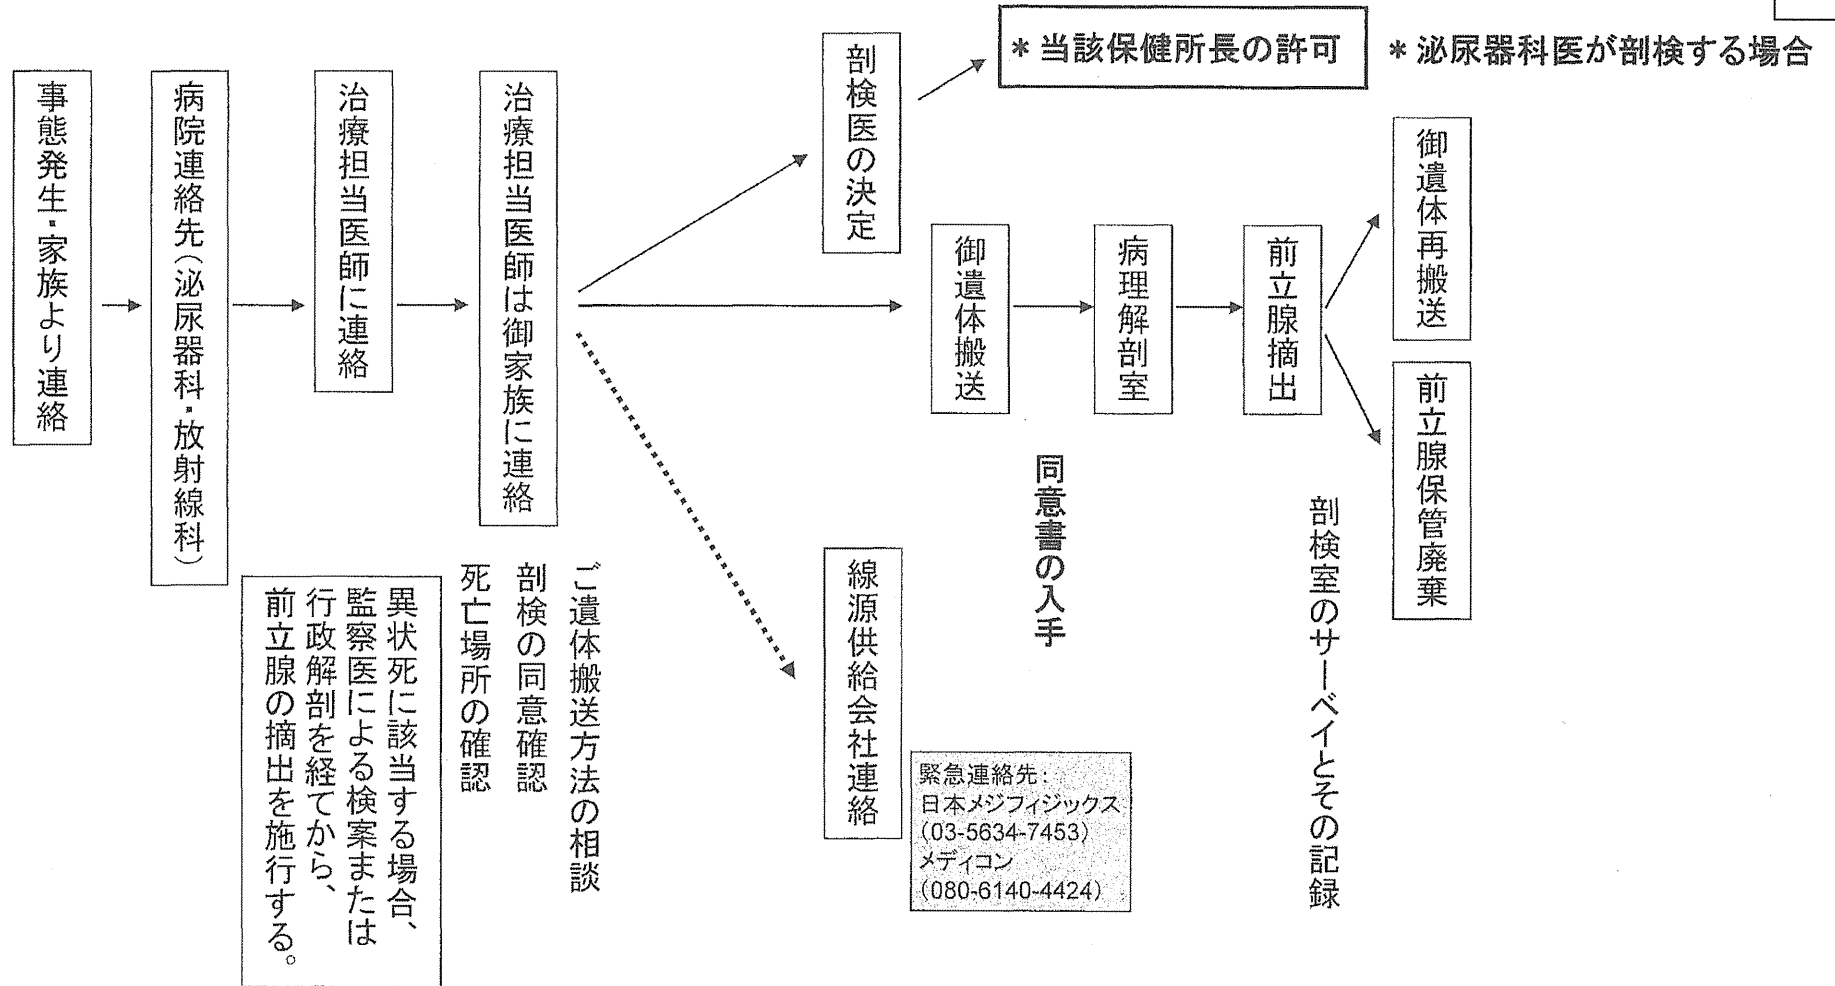 事態発生・家族より連絡
病院連絡先（泌尿器科・放射線科）
治療担当医師に連絡
治療担当医師は御家族に連絡
剖検医の決定
＊当該保健所長の許可
＊泌尿器科医が剖検する場合
御遺体搬送
病理解剖室
前立腺摘出
御遺体再搬送
前立腺保管廃棄
異状死に該当する場合、
監察医による検案または
行政解剖を経てから、
前立腺の摘出を施行する。
ご遺体搬送方法の相談
剖検の同意確認
死亡場所の確認
線源供給会社連絡
緊急連絡先：
日本メジフィジックス
（03-5634-7453）
メディコン
（080-6140-4424）
同意書の入手
剖検室のサーベイとその記録